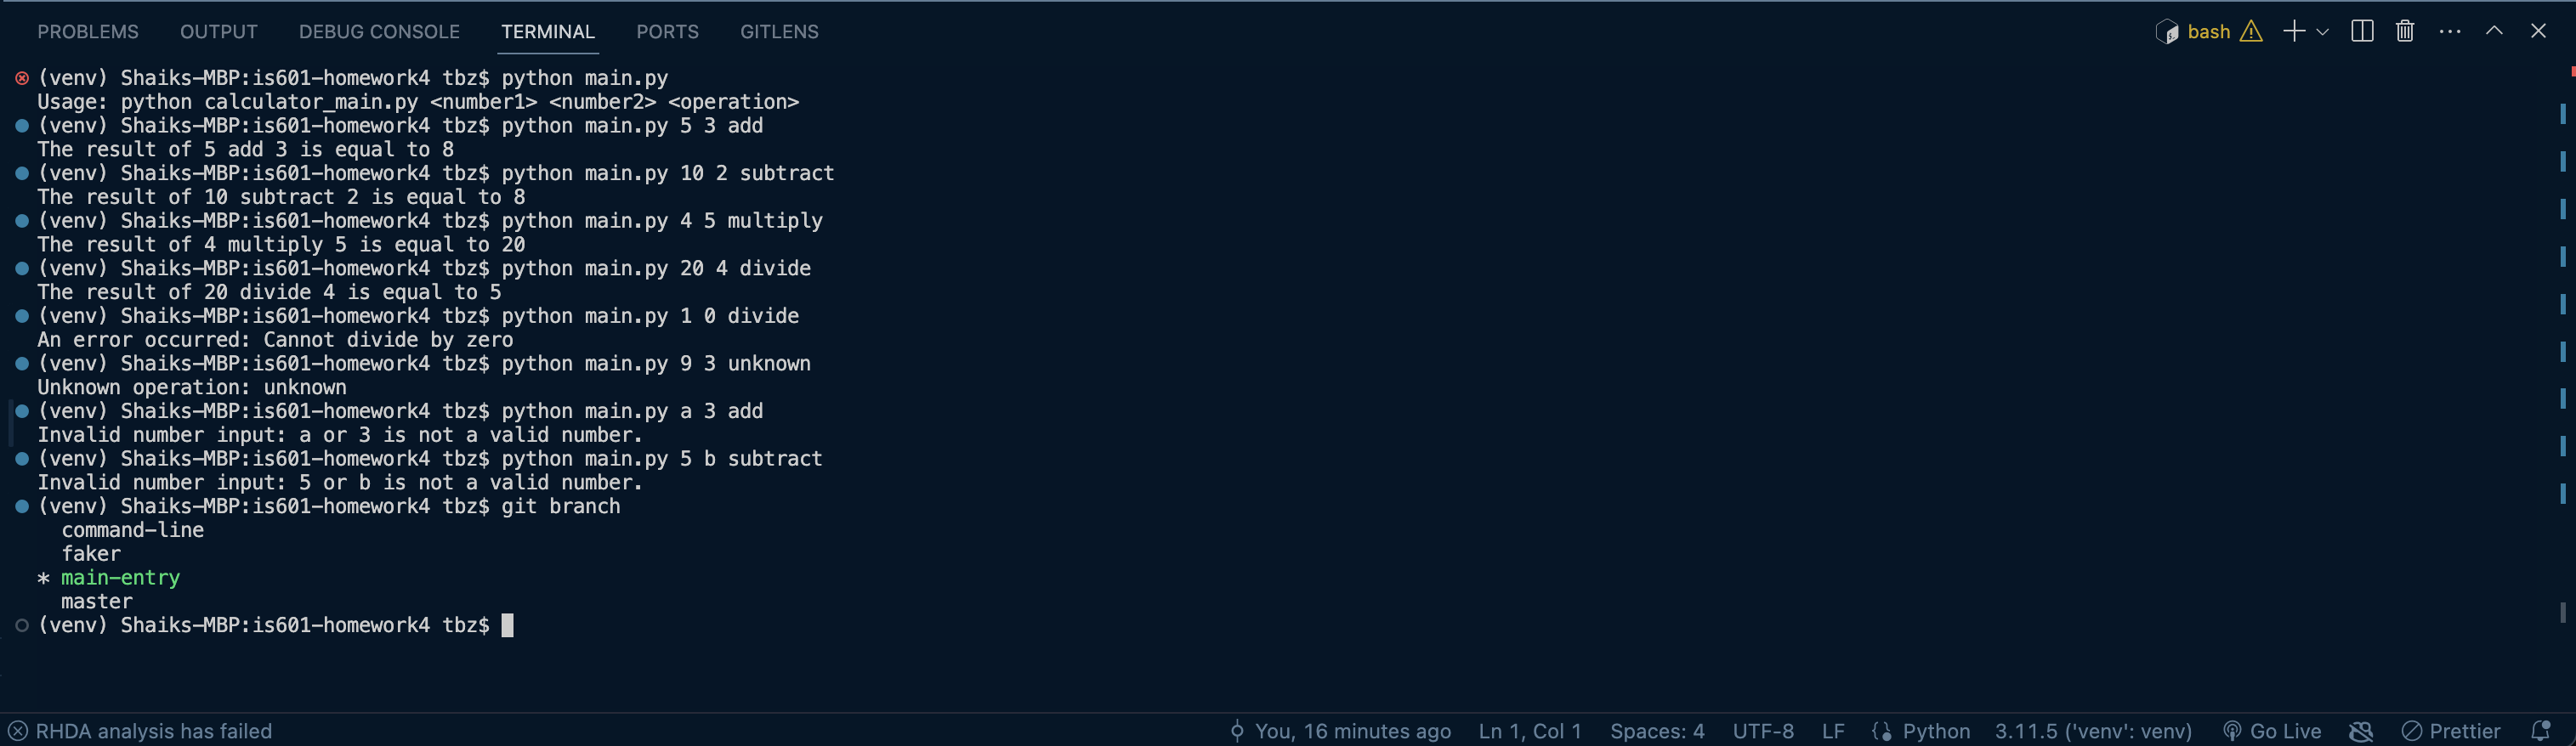 PROBLEMS OUTPUT DEBUG CONSOLE TERMINAL PORTS GITLENS bash
(venv) Shaiks-MBP:is601-homework4 tbz$ python main.py
Usage: python calculator_main.py <number1> <number2> <operation>
(venv) Shaiks-MBP:is601-homework4 tbz$ python main.py 5 3 add
The result of 5 add 3 is equal to 8
(venv) Shaiks-MBP:is601-homework4 tbz$ python main.py 10 2 subtract
The result of 10 subtract 2 is equal to 8
(venv) Shaiks-MBP:is601-homework4 tbz$ python main.py 4 5 multiply
The result of 4 multiply 5 is equal to 20
(venv) Shaiks-MBP:is601-homework4 tbz$ python main.py 20 4 divide
The result of 20 divide 4 is equal to 5
(venv) Shaiks-MBP:is601-homework4 tbz$ python main.py 1 0 divide
An error occurred: Cannot divide by zero
(venv) Shaiks-MBP:is601-homework4 tbz$ python main.py 9 3 unknown
Unknown operation: unknown
(venv) Shaiks-MBP:is601-homework4 tbz$ python main.py a 3 add
Invalid number input: a or 3 is not a valid number.
(venv) Shaiks-MBP:is601-homework4 tbz$ python main.py 5 b subtract
Invalid number input: 5 or b is not a valid number.
(venv) Shaiks-MBP:is601-homework4 tbz$ git branch
command-line
faker
* main-entry
master
(venv) Shaiks-MBP:is601-homework4 tbz$
RHDA analysis has failed You, 16 minutes ago Ln 1, Col 1 Spaces: 4 UTF-8 LF Python 3.11.5 ('venv': venv) Go Live Prettier